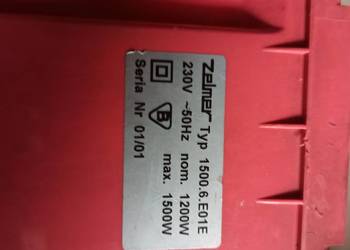 Zelmer Typ 1500.6.E01E
230V ~50Hz nom. 1200W
B max. 1500W
Seria Nr 01/01